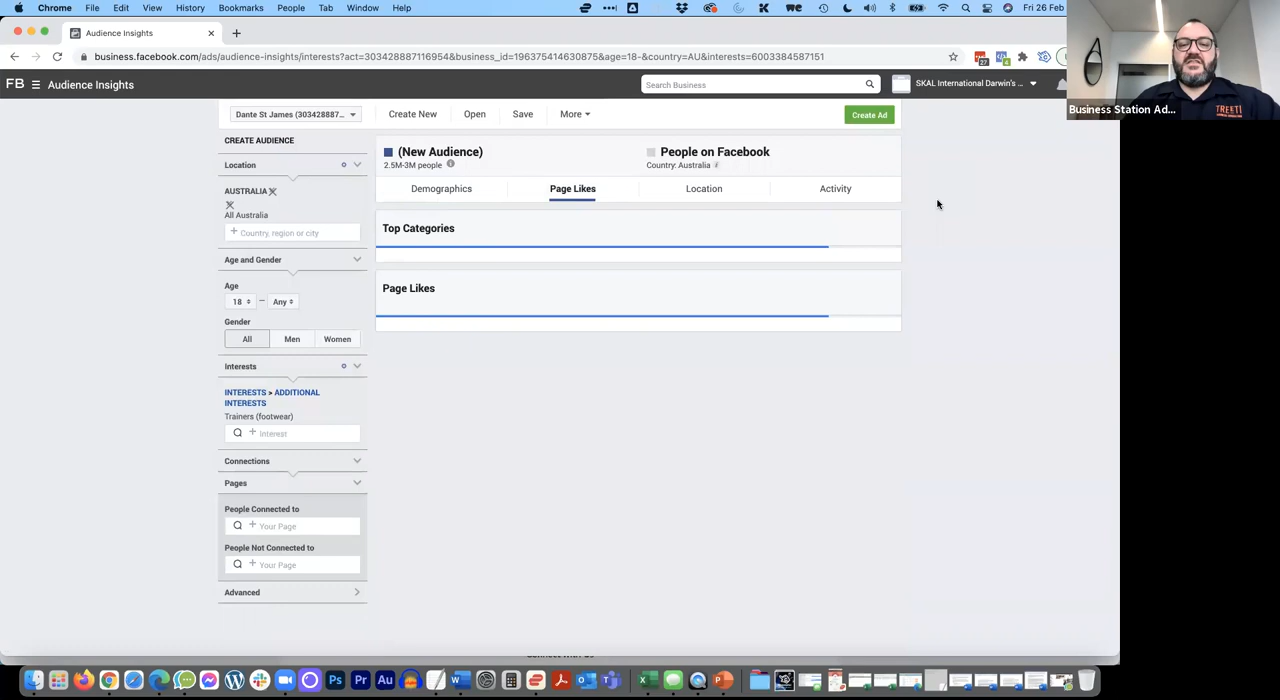 Chrome File Edit View History Bookmarks People Tab Window Help Fri 26 Feb
Audience Insights
business.facebook.com/ads/audience-insights/interests?act=303428887116954&business_id=196375414630875&age=18-&country=AU&interests=6003384587151
27
FB Audience Insights Search Business SKAL International Darwin's ...
TREETI
Business Station Ad...
Dante St James (303428887... Create New Open Save More Create Ad
CREATE AUDIENCE
Location
AUSTRALIA
All Australia
+ Country, region or city
Age and Gender
Age
18 – Any
Gender
All Men Women
Interests
INTERESTS > ADDITIONAL
INTERESTS
Trainers (footwear)
+ Interest
Connections
Pages
People Connected to
+ Your Page
People Not Connected to
+ Your Page
Advanced
(New Audience)
2.5M-3M people
People on Facebook
Country: Australia
Demographics Page Likes Location Activity
Top Categories
Page Likes